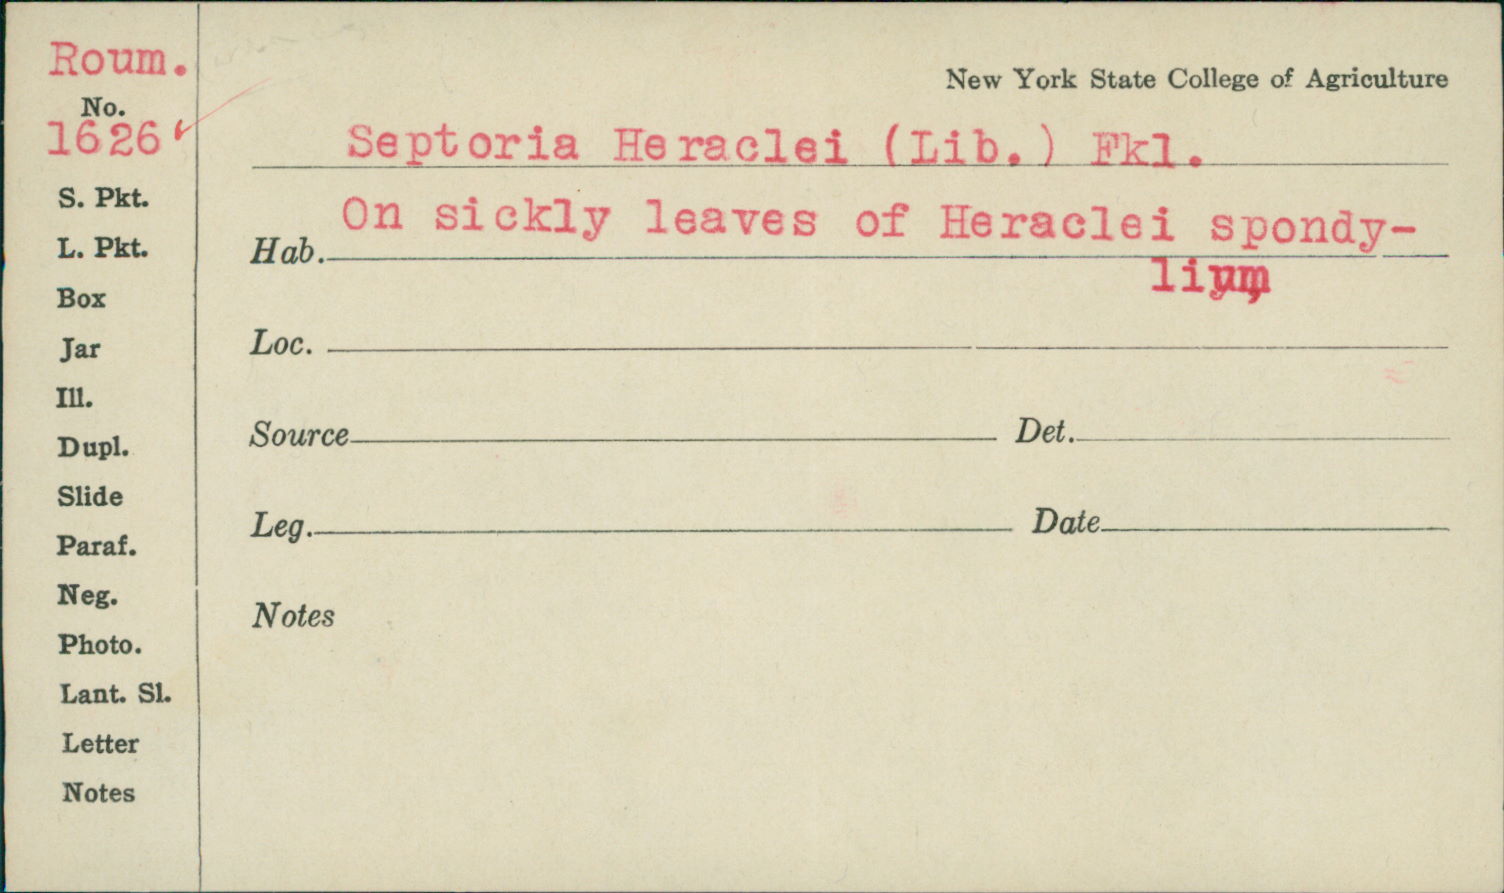 Roum.
No.
1626
S. Pkt.
L. Pkt.
Box
Jar
Ill.
Dupl.
Slide
Paraf.
Neg.
Photo.
Lant. Sl.
Letter
Notes
New York State College of Agriculture
Septoria Heraclei (Lib.) Fkl.
Hab. On sickly leaves of Heraclei spondy-
lium
Loc.
Source Det.
Leg. Date
Notes